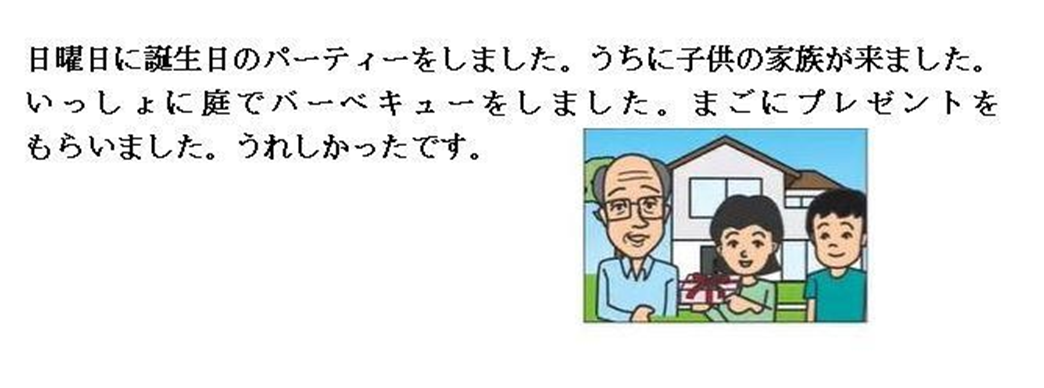 日曜日に誕生日のパーティーをしました。うちに子供の家族が来ました。
いっしょに庭でバーベキューをしました。まごにプレゼントを
もらいました。うれしかったです。